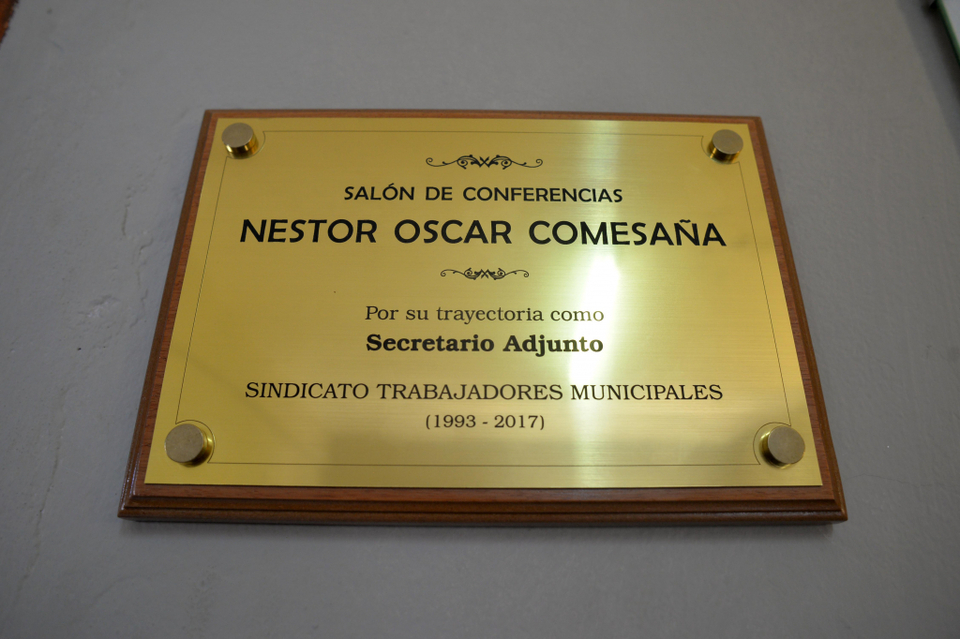 SALÓN DE CONFERENCIAS
NESTOR OSCAR COMESAÑA
Por su trayectoria como
Secretario Adjunto
SINDICATO TRABAJADORES MUNICIPALES
(1993 - 2017)